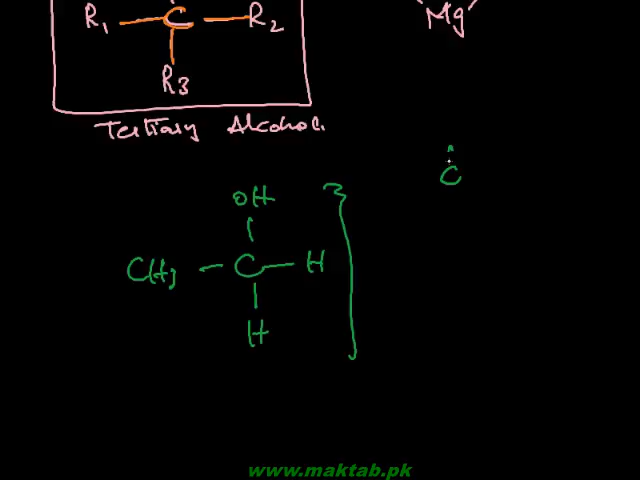 R1 — C — R2
Mg
R3
Tertiary Alcohol.
C
OH
CH3 — C — H
H
www.maktab.pk